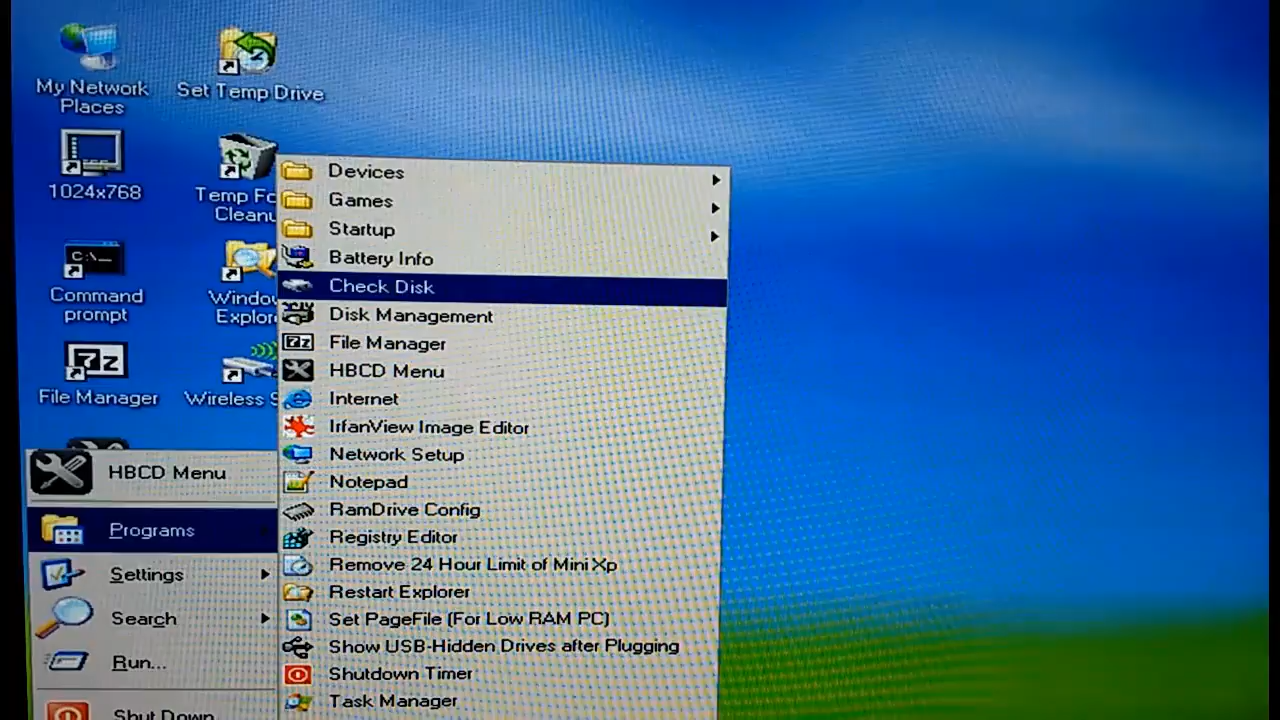 My Network
Places
Set Temp Drive
1024x768
Temp Fo
Cleanu
C:\
Command
prompt
Window
Explor
7z
File Manager
Wireless S
Devices
Games
Startup
Battery Info
Check Disk
Disk Management
7z
File Manager
HBCD Menu
Internet
IrfanView Image Editor
Network Setup
Notepad
RamDrive Config
Registry Editor
Remove 24 Hour Limit of Mini Xp
Restart Explorer
Set PageFile (For Low RAM PC)
Show USB-Hidden Drives after Plugging
Shutdown Timer
Task Manager
HBCD Menu
Programs
Settings
Search
Run...
Shut Down